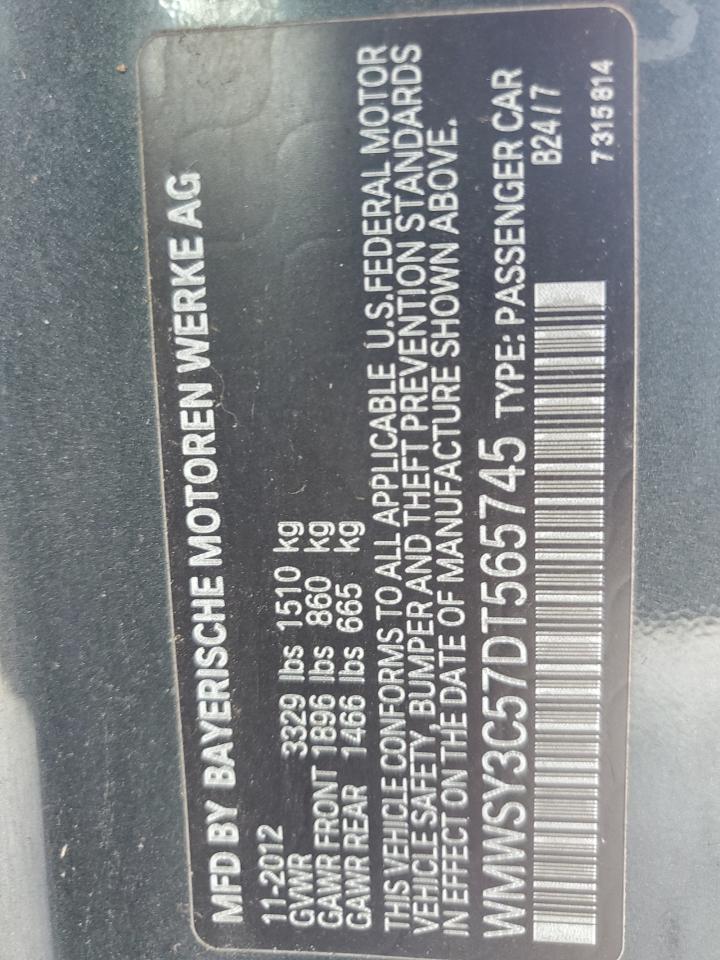 MFD BY BAYERISCHE MOTOREN WERKE AG
11-2012
GVWR 3329 lbs 1510 kg
GAWR FRONT 1896 lbs 860 kg
GAWR REAR 1466 lbs 665 kg
THIS VEHICLE CONFORMS TO ALL APPLICABLE U.S.FEDERAL MOTOR
VEHICLE SAFETY, BUMPER AND THEFT PREVENTION STANDARDS
IN EFFECT ON THE DATE OF MANUFACTURE SHOWN ABOVE.
WMWSY3C57DT565745 TYPE: PASSENGER CAR
B24/7
7315814